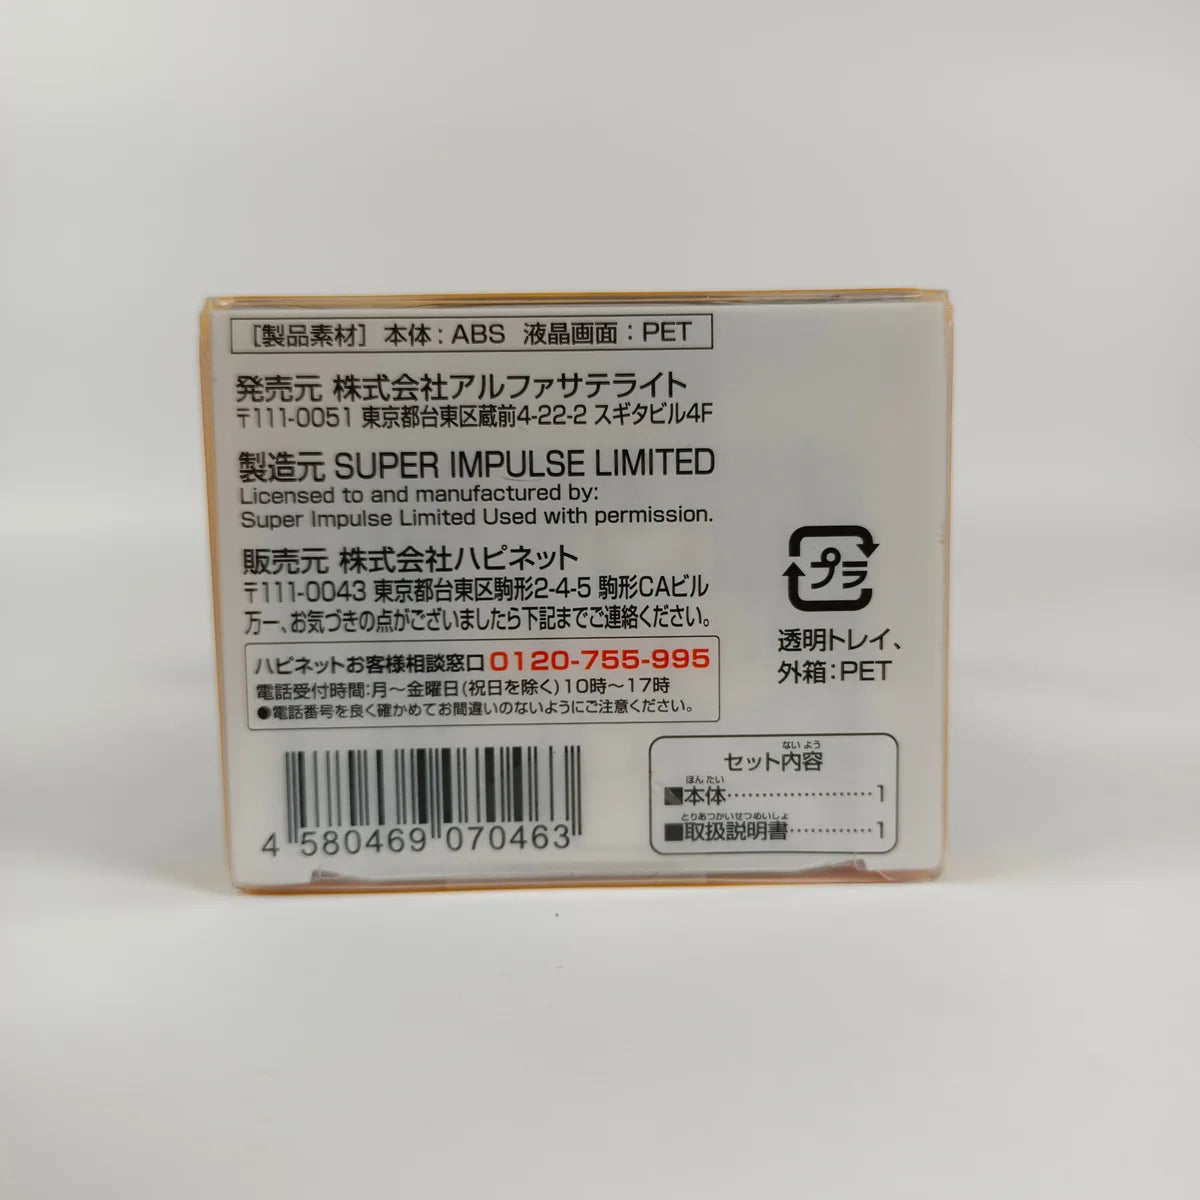 ［製品素材］ 本体：ABS 液晶画面：PET
発売元 株式会社アルファサテライト
〒111-0051 東京都台東区蔵前4-22-2 スギタビル4F
製造元 SUPER IMPULSE LIMITED
Licensed to and manufactured by:
Super Impulse Limited Used with permission.
販売元 株式会社ハピネット
〒111-0043 東京都台東区駒形2-4-5 駒形CAビル
万一、お気づきの点がございましたら下記までご連絡ください。
ハピネットお客様相談窓口 0120-755-995
電話受付時間：月～金曜日(祝日を除く)10時～17時
●電話番号を良く確かめてお間違いのないようにご注意ください。
4 580469 070463
プラ
透明トレイ、
外箱：PET
ないよう
セット内容
ほんたい
■本体……………………1
とりあつかいせつめいしょ
■取扱説明書…………1